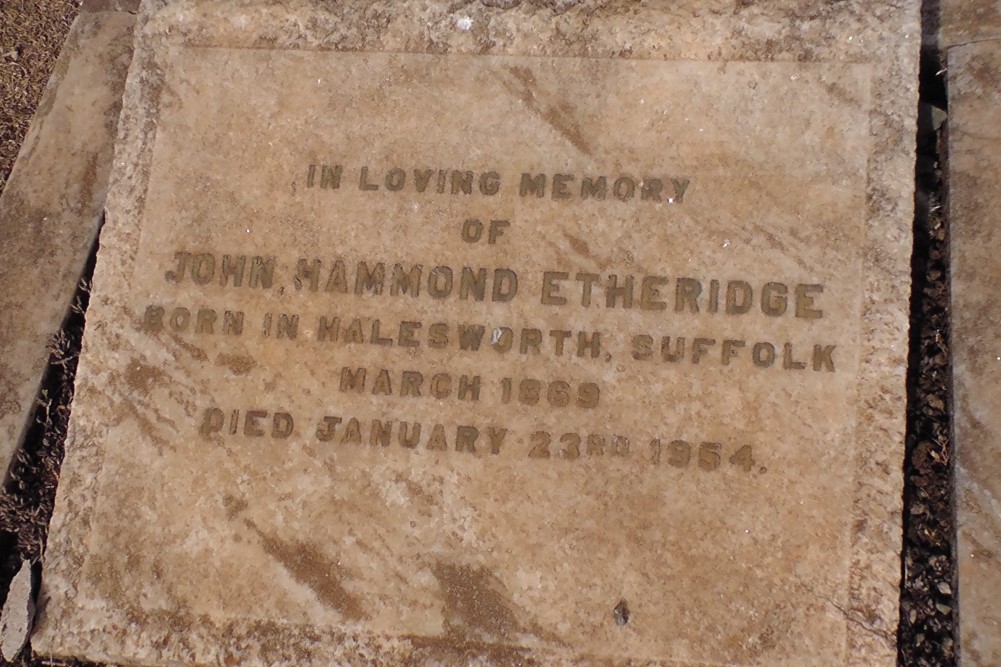 IN LOVING MEMORY
OF
JOHN HAMMOND ETHERIDGE
BORN IN HALESWORTH, SUFFOLK
MARCH 1869
DIED JANUARY 23RD 1954.